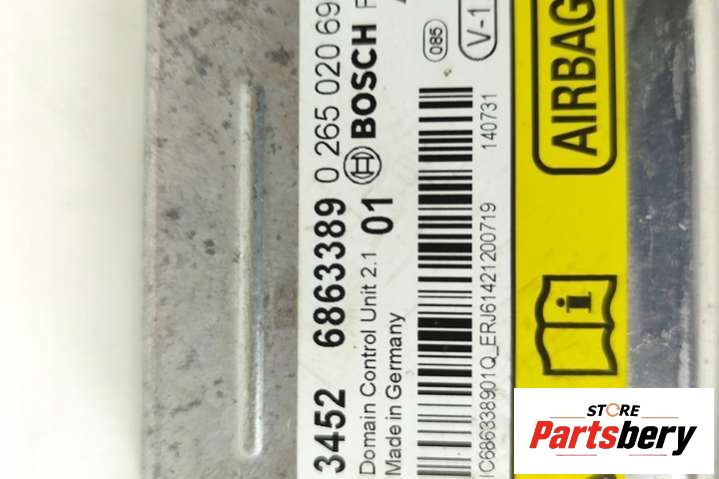 3452 6863389 0 265 020 69
Domain Control Unit 2.1 01 BOSCH
Made in Germany
085
V-1
IC686338901Q_ERJ61421200719 140731
AIRBAG
STORE
Partsbery